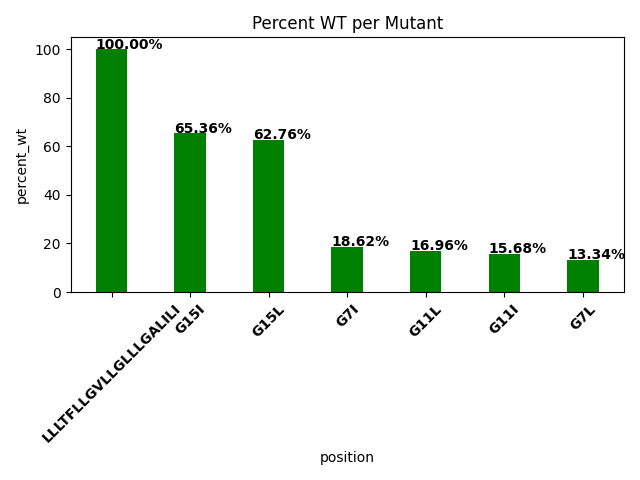 Percent WT per Mutant
percent_wt
100
80
60
40
20
0
100.00%
65.36%
62.76%
18.62%
16.96%
15.68%
13.34%
LLLTFLLGVLLGLLLGALILI
G15I
G15L
G7I
G11L
G11I
G7L
position